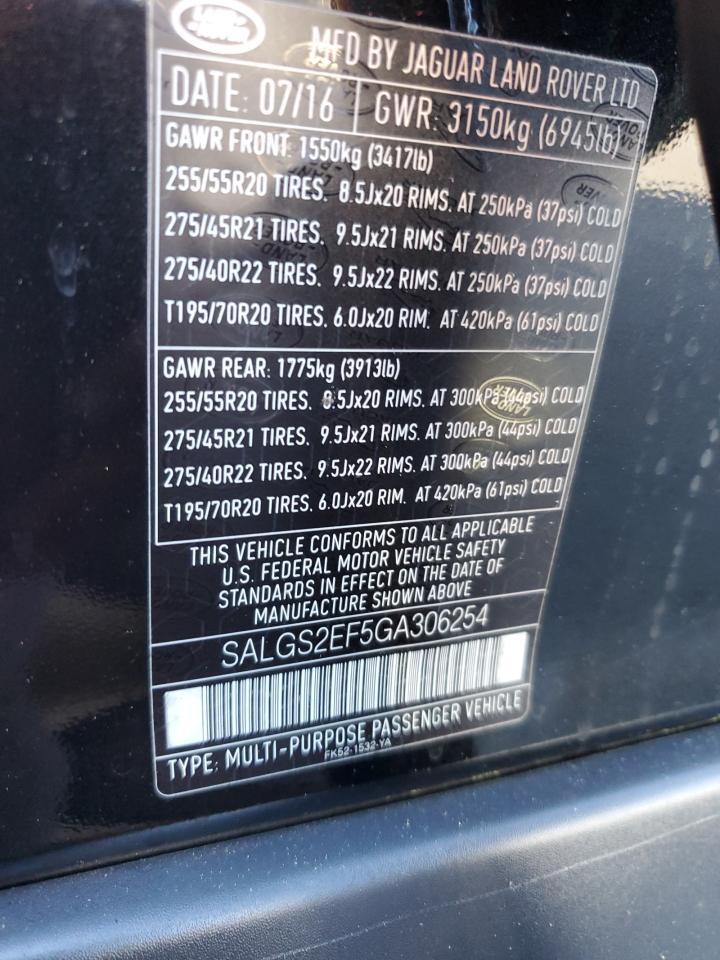 LAND ROVER
MFD BY JAGUAR LAND ROVER LTD
DATE: 07/16 GWR: 3150kg (6945lb)
GAWR FRONT: 1550kg (3417lb)
255/55R20 TIRES. 8.5Jx20 RIMS. AT 250kPa (37psi) COLD
275/45R21 TIRES. 9.5Jx21 RIMS. AT 250kPa (37psi) COLD
275/40R22 TIRES. 9.5Jx22 RIMS. AT 250kPa (37psi) COLD
T195/70R20 TIRES. 6.0Jx20 RIM. AT 420kPa (61psi) COLD
GAWR REAR: 1775kg (3913lb)
255/55R20 TIRES. 8.5Jx20 RIMS. AT 300kPa (44psi) COLD
275/45R21 TIRES. 9.5Jx21 RIMS. AT 300kPa (44psi) COLD
275/40R22 TIRES. 9.5Jx22 RIMS. AT 300kPa (44psi) COLD
T195/70R20 TIRES. 6.0Jx20 RIM. AT 420kPa (61psi) COLD
THIS VEHICLE CONFORMS TO ALL APPLICABLE
U.S. FEDERAL MOTOR VEHICLE SAFETY
STANDARDS IN EFFECT ON THE DATE OF
MANUFACTURE SHOWN ABOVE
SALGS2EF5GA306254
TYPE: MULTI-PURPOSE PASSENGER VEHICLE
FK52-1532-YA